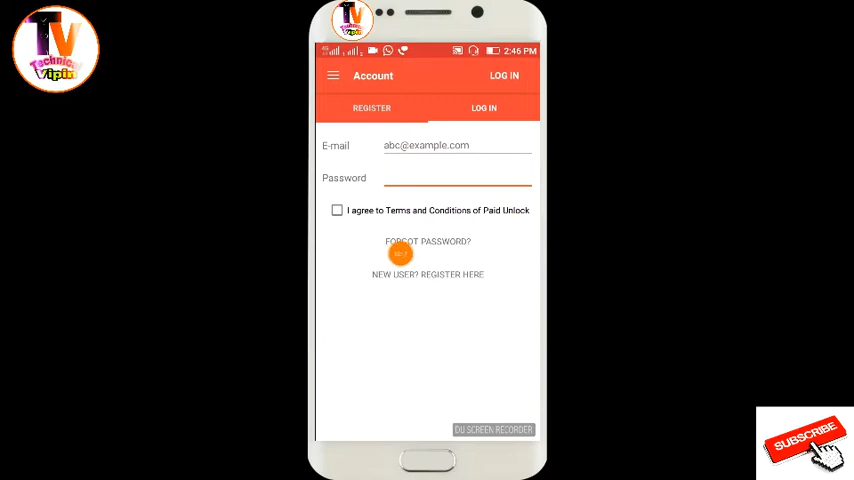 TV
Technical
Vipin
TV
2:46 PM
Account
LOG IN
REGISTER
LOG IN
E-mail
abc@example.com
Password
I agree to Terms and Conditions of Paid Unlock
FORGOT PASSWORD?
NEW USER? REGISTER HERE
DU SCREEN RECORDER
SUBSCRIBE